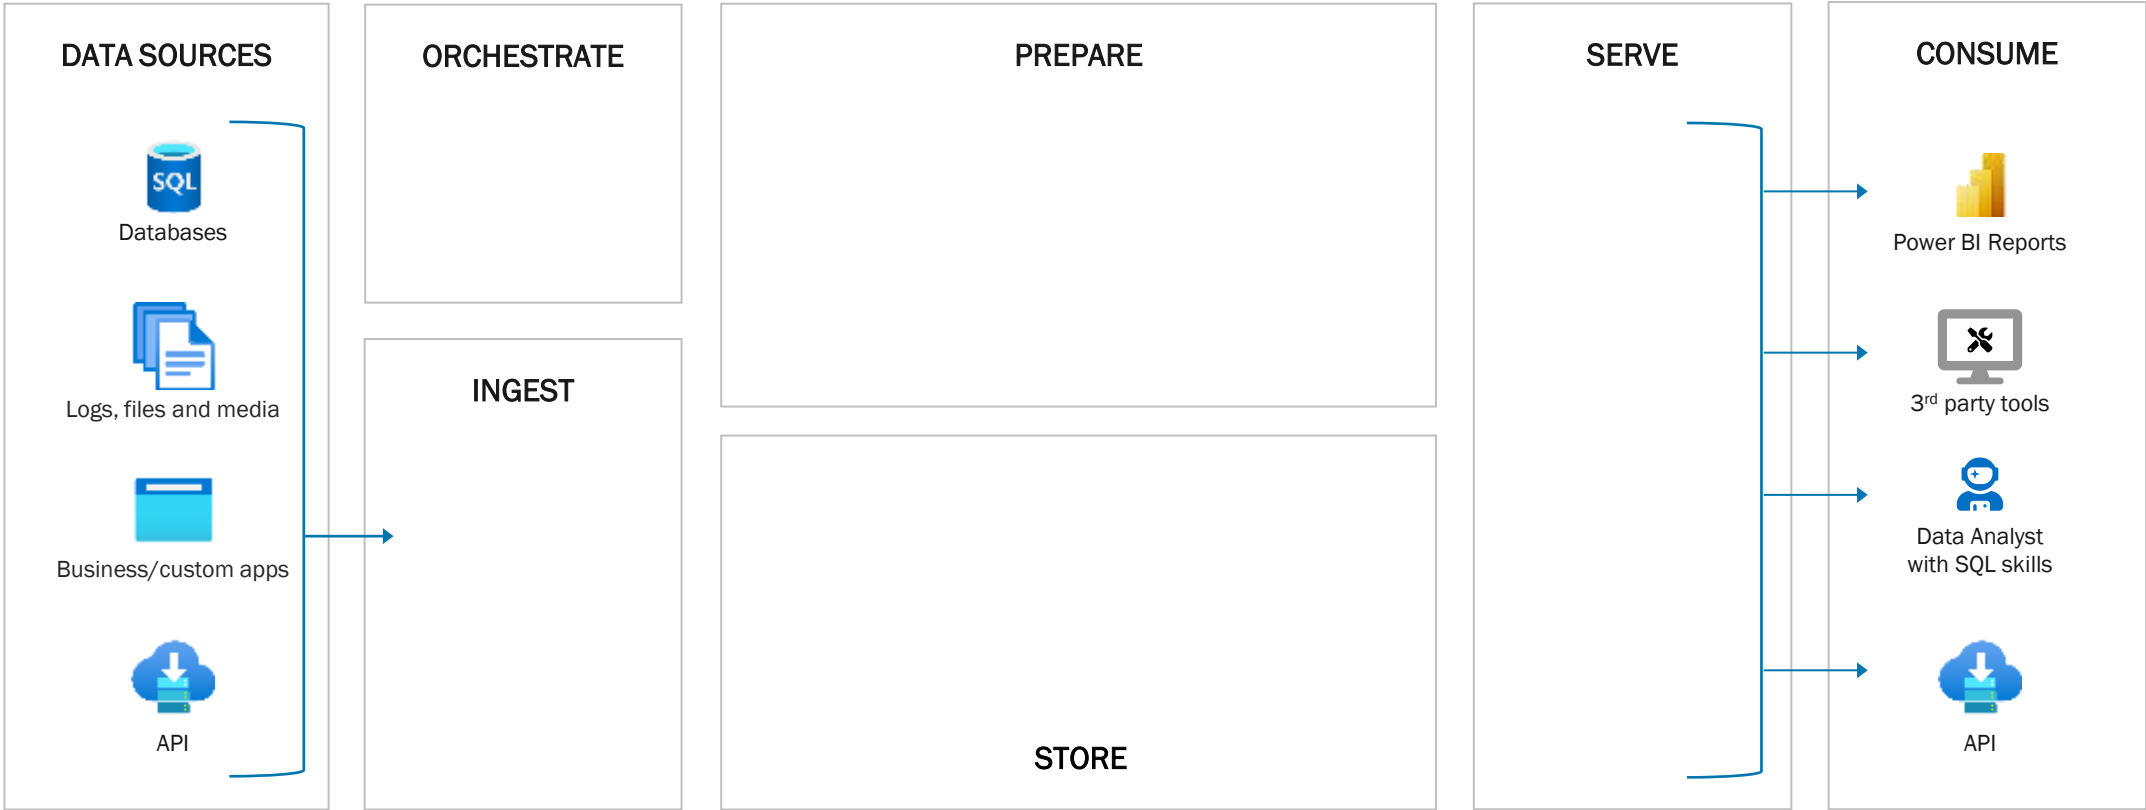 DATA SOURCES
SQL
Databases
Logs, files and media
Business/custom apps
API
ORCHESTRATE
INGEST
PREPARE
STORE
SERVE
CONSUME
Power BI Reports
3rd party tools
Data Analyst
with SQL skills
API